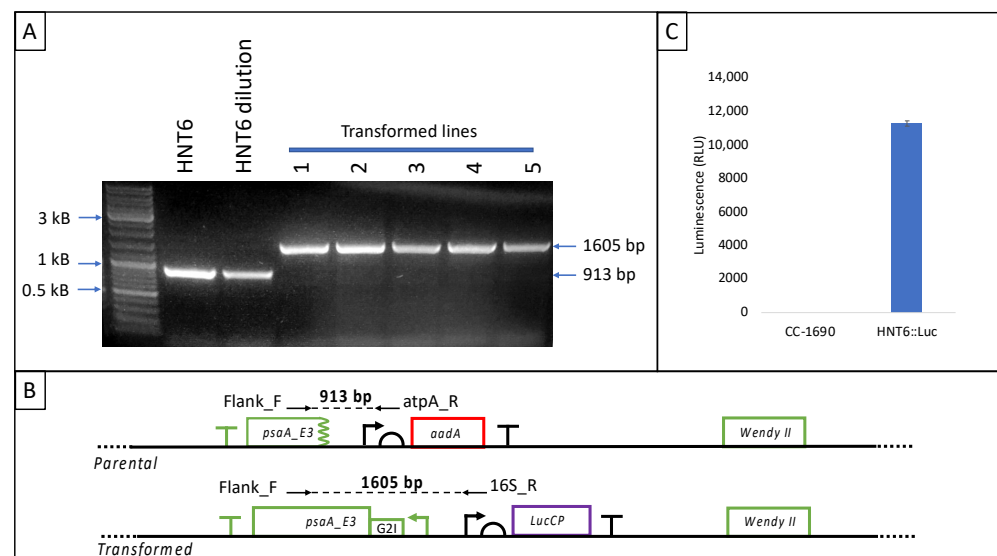 A
HNT6
HNT6 dilution
Transformed lines
1 2 3 4 5
3 kB
1 kB
0.5 kB
1605 bp
913 bp
C
Luminescence (RLU)
14,000
12,000
10,000
8000
6000
4000
2000
0
CC-1690 HNT6::Luc
B
Flank_F 913 bp atpA_R
psaA_E3 aadA Wendy II
Parental
Flank_F 1605 bp 16S_R
psaA_E3 G2I LucCP Wendy II
Transformed